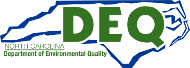 DEQ
NORTH CAROLINA
Department of Environmental Quality